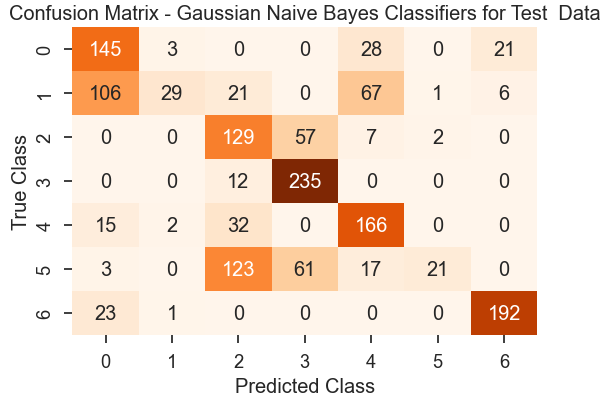 Confusion Matrix - Gaussian Naive Bayes Classifiers for Test  Data
0 145 3 0 0 28 0 21
1 106 29 21 0 67 1 6
2 0 0 129 57 7 2 0
3 0 0 12 235 0 0 0
4 15 2 32 0 166 0 0
5 3 0 123 61 17 21 0
6 23 1 0 0 0 0 192
True Class
0 1 2 3 4 5 6
Predicted Class